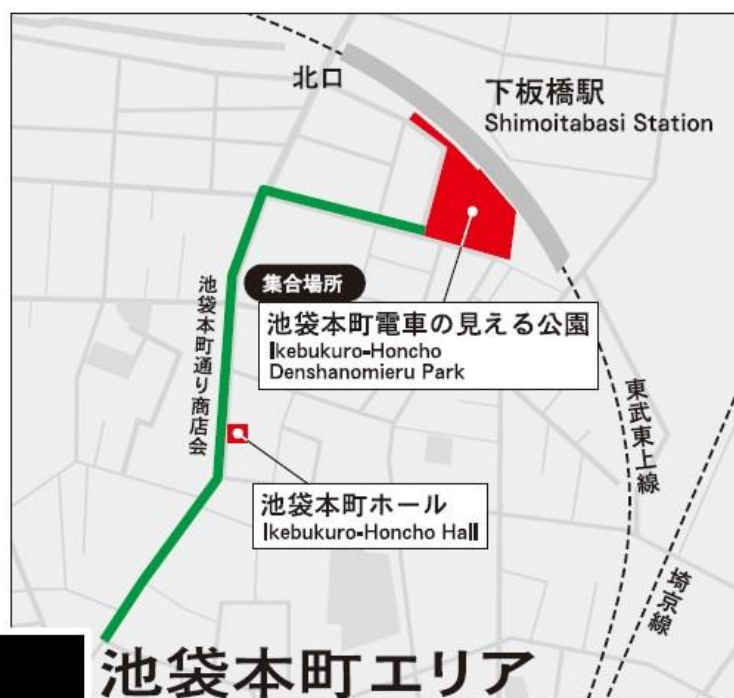 北口
下板橋駅
Shimoitabasi Station
集合場所
池袋本町電車の見える公園
Ikebukuro-Honcho
Denshanomieru Park
池袋本町通り商店会
東武東上線
池袋本町ホール
Ikebukuro-Honcho Hall
埼京線
池袋本町エリア